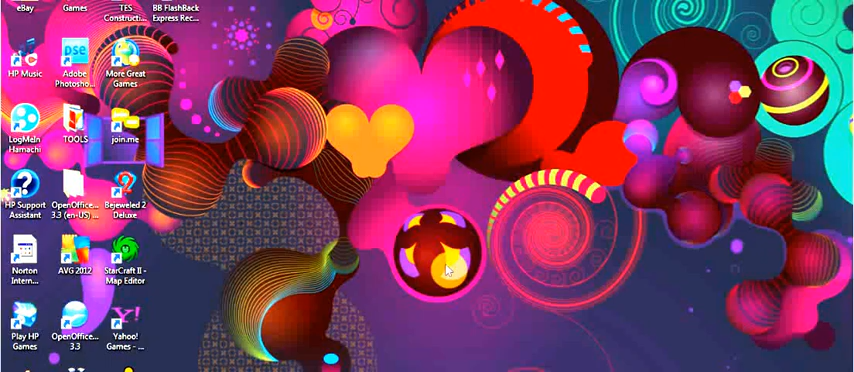 eBay
Games
TES
Constructi...
BB FlashBack
Express Rec...
HP Music
Adobe
Photosho...
More Great
Games
LogMeIn
Hamachi
TOOLS
join.me
HP Support
Assistant
OpenOffice...
3.3 (en-US) ...
Bejeweled 2
Deluxe
Norton
Intern...
AVG 2012
StarCraft II -
Map Editor
Play HP
Games
OpenOffice...
3.3
Yahoo!
Games - ...